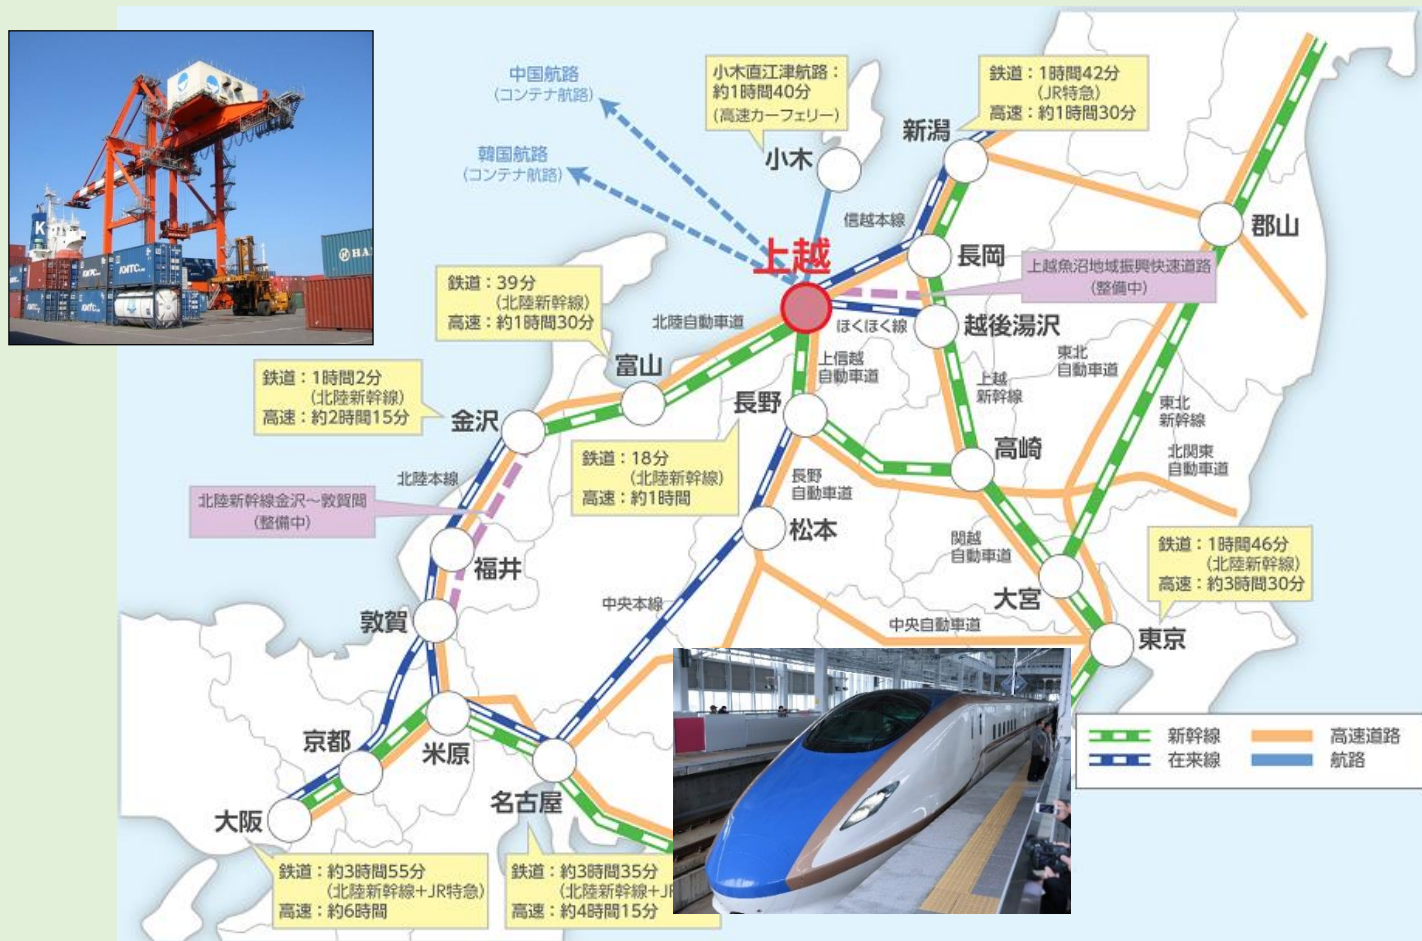 中国航路
(コンテナ航路)
韓国航路
(コンテナ航路)
小木直江津航路：
約1時間40分
(高速カーフェリー)
鉄道：1時間42分
(JR特急)
高速：約1時間30分
新潟
小木
信越本線
郡山
長岡
上越
上越魚沼地域振興快速道路
(整備中)
鉄道：39分
(北陸新幹線)
高速：約1時間30分
北陸自動車道
ほくほく線
越後湯沢
上信越
自動車道
東北
自動車道
富山
鉄道：1時間2分
(北陸新幹線)
高速：約2時間15分
上越
新幹線
長野
金沢
東北
新幹線
高崎
北関東
自動車道
鉄道：18分
(北陸新幹線)
高速：約1時間
北陸本線
長野
自動車道
北陸新幹線金沢～敦賀間
(整備中)
松本
関越
自動車道
鉄道：1時間46分
(北陸新幹線)
高速：約3時間30分
福井
大宮
中央本線
敦賀
中央自動車道
東京
京都
米原
新幹線
高速道路
在来線
航路
名古屋
大阪
鉄道：約3時間55分
(北陸新幹線+JR特急)
高速：約6時間
鉄道：約3時間35分
(北陸新幹線+JR
高速：約4時間15分
K
KMTC
KMTC
HAN